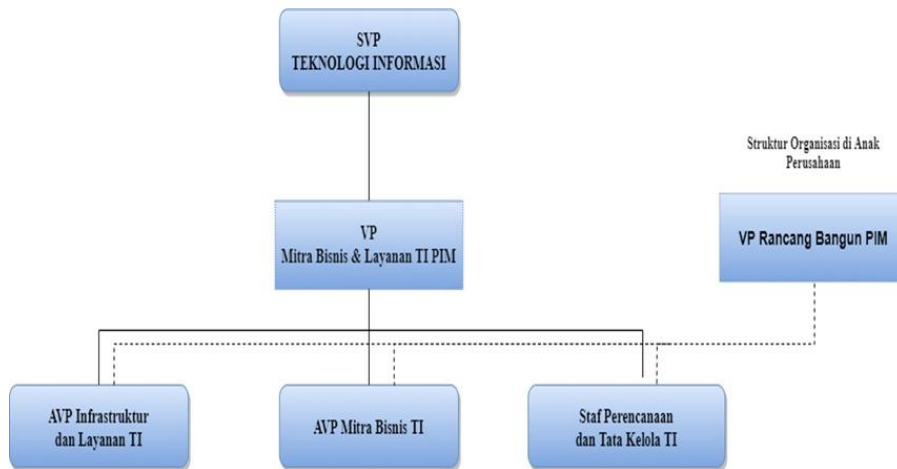 SVP
TEKNOLOGI INFORMASI
Struktur Organisasi di Anak
Perusahaan
VP
Mitra Bisnis & Layanan TI PIM
VP Rancang Bangun PIM
AVP Infrastruktur
dan Layanan TI
AVP Mitra Bisnis TI
Staf Perencanaan
dan Tata Kelola TI